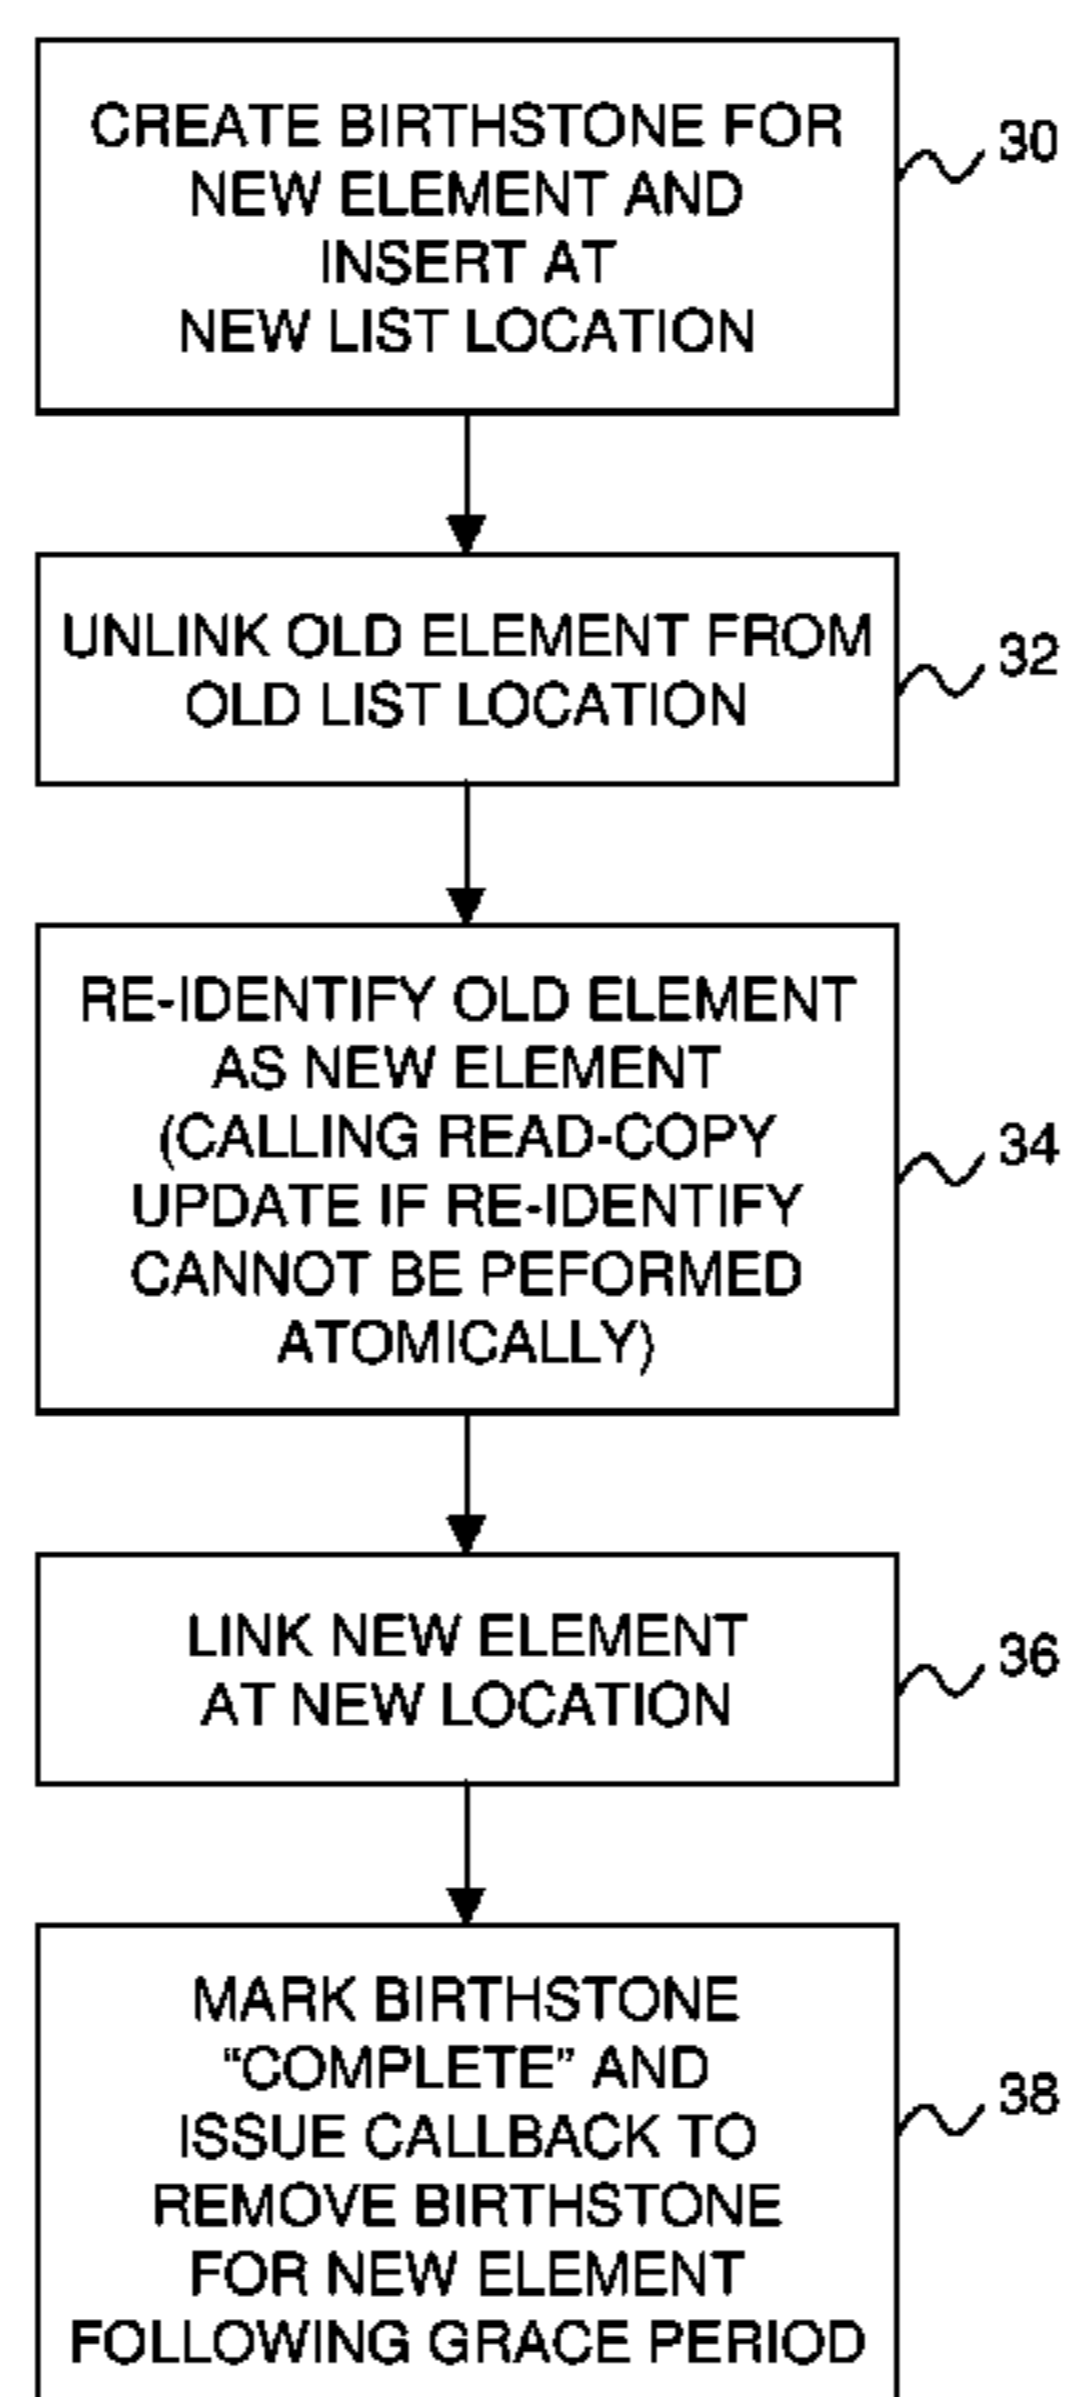 CREATE BIRTHSTONE FOR
NEW ELEMENT AND
INSERT AT
NEW LIST LOCATION
30
UNLINK OLD ELEMENT FROM
OLD LIST LOCATION
32
RE-IDENTIFY OLD ELEMENT
AS NEW ELEMENT
(CALLING READ-COPY
UPDATE IF RE-IDENTIFY
CANNOT BE PEFORMED
ATOMICALLY)
34
LINK NEW ELEMENT
AT NEW LOCATION
36
MARK BIRTHSTONE
“COMPLETE” AND
ISSUE CALLBACK TO
REMOVE BIRTHSTONE
FOR NEW ELEMENT
FOLLOWING GRACE PERIOD
38